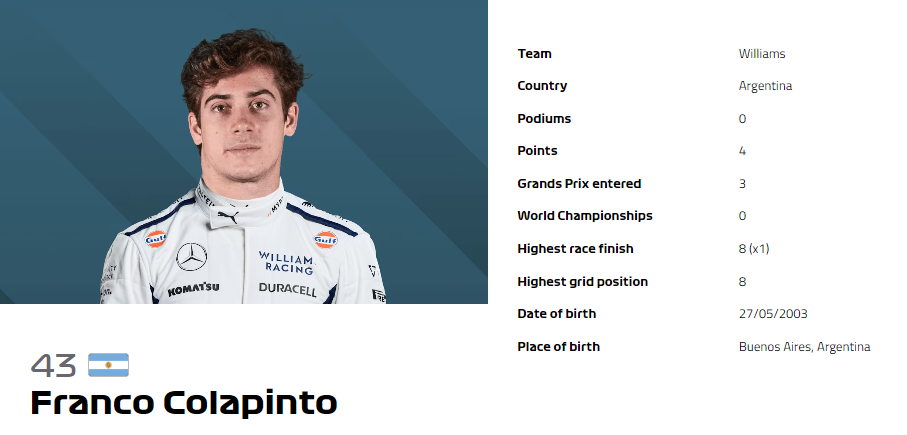 Gulf
Gulf
WILLIAMS
RACING
KOMATSU
DURACELL
43
Franco Colapinto
Team Williams
Country Argentina
Podiums 0
Points 4
Grands Prix entered 3
World Championships 0
Highest race finish 8 (x1)
Highest grid position 8
Date of birth 27/05/2003
Place of birth Buenos Aires, Argentina